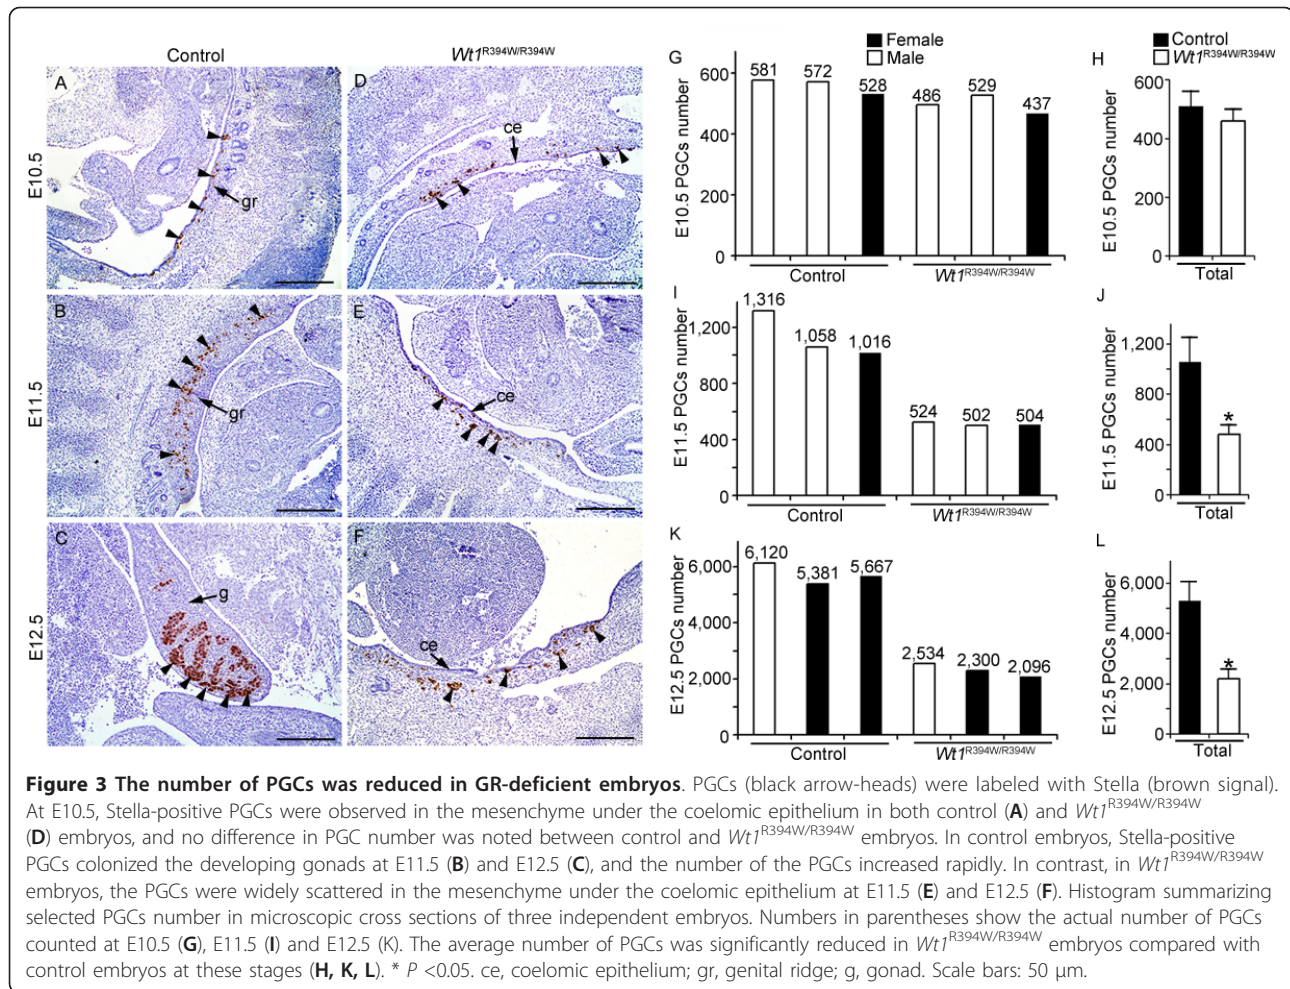 Control
Wt1R394W/R394W
A
gr
E10.5
D
ce
B
gr
E11.5
E
ce
C
g
E12.5
F
ce
Female
Male
G
E10.5 PGCs number
600
400
200
0
581
572
528
486
529
437
Control
Wt1R394W/R394W
Control
Wt1R394W/R394W
H
E10.5 PGCs number
600
400
200
0
Total
I
E11.5 PGCs number
1,200
800
400
0
1,316
1,058
1,016
524
502
504
Control
Wt1R394W/R394W
J
E11.5 PGCs number
1,200
800
400
0
*
Total
K
E12.5 PGCs number
6,000
4,000
2,000
0
6,120
5,381
5,667
2,534
2,300
2,096
Control
Wt1R394W/R394W
L
E12.5 PGCs number
6,000
4,000
2,000
0
*
Total
Figure 3 The number of PGCs was reduced in GR-deficient embryos. PGCs (black arrow-heads) were labeled with Stella (brown signal).
At E10.5, Stella-positive PGCs were observed in the mesenchyme under the coelomic epithelium in both control (A) and Wt1R394W/R394W
(D) embryos, and no difference in PGC number was noted between control and Wt1R394W/R394W embryos. In control embryos, Stella-positive
PGCs colonized the developing gonads at E11.5 (B) and E12.5 (C), and the number of the PGCs increased rapidly. In contrast, in Wt1R394W/R394W
embryos, the PGCs were widely scattered in the mesenchyme under the coelomic epithelium at E11.5 (E) and E12.5 (F). Histogram summarizing
selected PGCs number in microscopic cross sections of three independent embryos. Numbers in parentheses show the actual number of PGCs
counted at E10.5 (G), E11.5 (I) and E12.5 (K). The average number of PGCs was significantly reduced in Wt1R394W/R394W embryos compared with
control embryos at these stages (H, K, L). * P <0.05. ce, coelomic epithelium; gr, genital ridge; g, gonad. Scale bars: 50 μm.